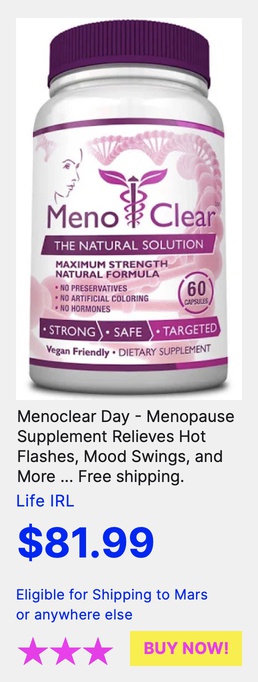 Meno Clear
THE NATURAL SOLUTION
MAXIMUM STRENGTH
NATURAL FORMULA
• NO PRESERVATIVES
• NO ARTIFICIAL COLORING
• NO HORMONES
60
CAPSULES
• STRONG • SAFE • TARGETED
Vegan Friendly • DIETARY SUPPLEMENT
Menoclear Day - Menopause
Supplement Relieves Hot
Flashes, Mood Swings, and
More ... Free shipping.
Life IRL
$81.99
Eligible for Shipping to Mars
or anywhere else
BUY NOW!